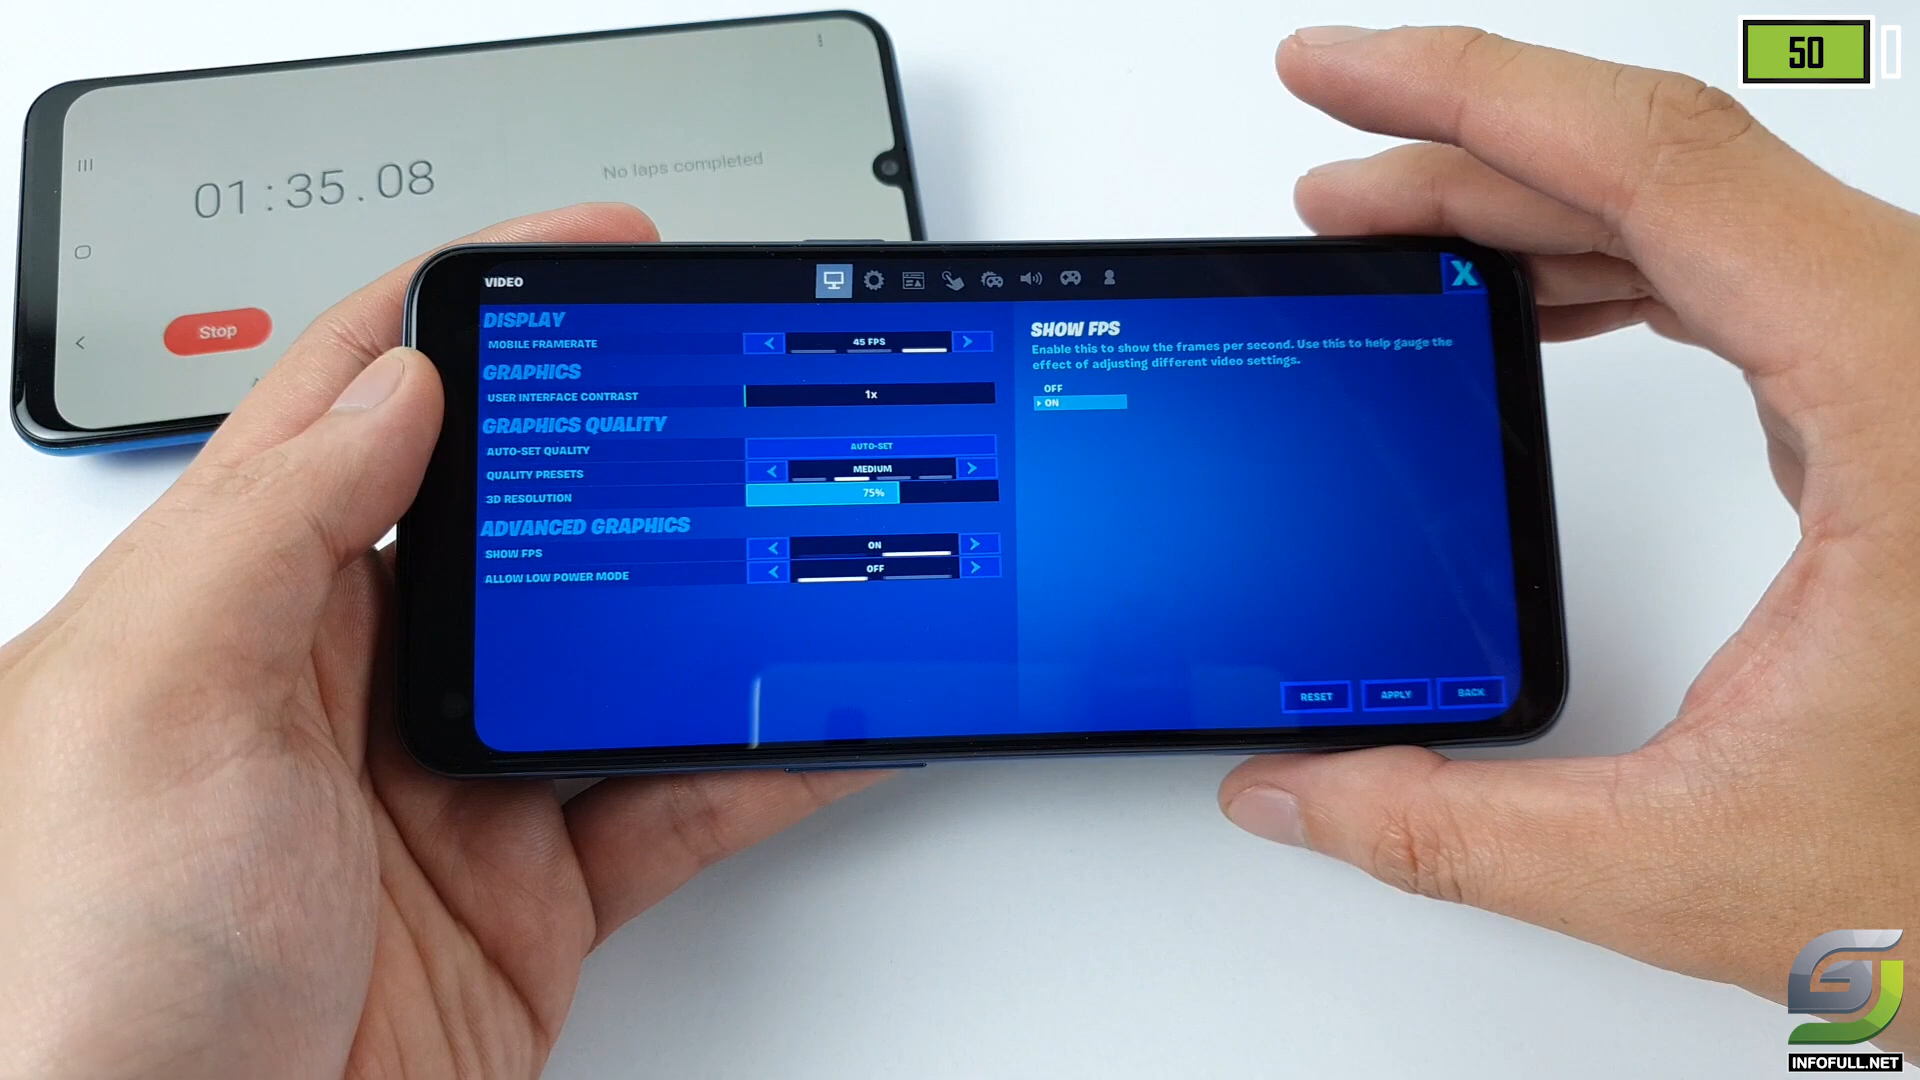 50
01:35.08
No laps completed
Stop
VIDEO
X
DISPLAY
MOBILE FRAMERATE
45 FPS
GRAPHICS
USER INTERFACE CONTRAST
1x
GRAPHICS QUALITY
AUTO-SET QUALITY
AUTO-SET
QUALITY PRESETS
MEDIUM
3D RESOLUTION
75%
ADVANCED GRAPHICS
SHOW FPS
ON
ALLOW LOW POWER MODE
OFF
SHOW FPS
Enable this to show the frames per second. Use this to help gauge the
effect of adjusting different video settings.
OFF
ON
RESET
APPLY
BACK
INFOFULL.NET